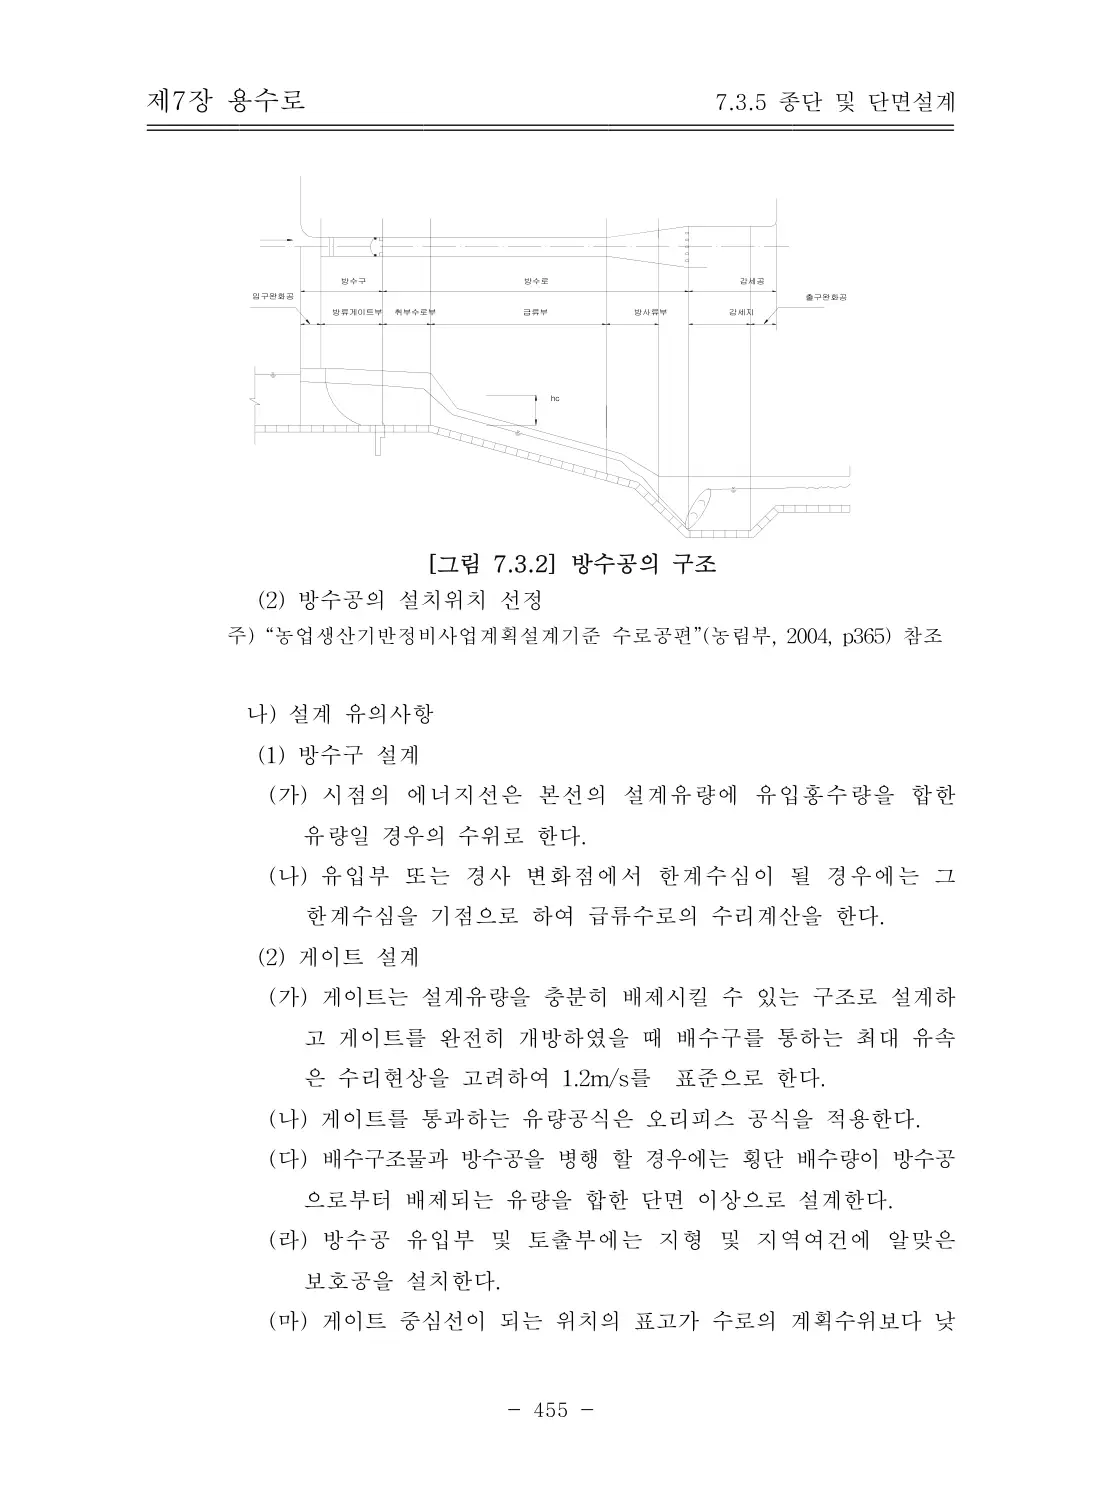 제7장 용수로
7.3.5 종단 및 단면설계
방수구 방수로 감세공
입구완화공 출구완화공
방류게이트부 취부수로부 급류부 방사류부 감세지
hc
[그림 7.3.2] 방수공의 구조
(2) 방수공의 설치위치 선정
주) “농업생산기반정비사업계획설계기준 수로공편”(농림부, 2004, p365) 참조
나) 설계 유의사항
(1) 방수구 설계
(가) 시점의 에너지선은 본선의 설계유량에 유입홍수량을 합한
유량일 경우의 수위로 한다.
(나) 유입부 또는 경사 변화점에서 한계수심이 될 경우에는 그
한계수심을 기점으로 하여 급류수로의 수리계산을 한다.
(2) 게이트 설계
(가) 게이트는 설계유량을 충분히 배제시킬 수 있는 구조로 설계하
고 게이트를 완전히 개방하였을 때 배수구를 통하는 최대 유속
은 수리현상을 고려하여 1.2m/s를 표준으로 한다.
(나) 게이트를 통과하는 유량공식은 오리피스 공식을 적용한다.
(다) 배수구조물과 방수공을 병행 할 경우에는 횡단 배수량이 방수공
으로부터 배제되는 유량을 합한 단면 이상으로 설계한다.
(라) 방수공 유입부 및 토출부에는 지형 및 지역여건에 알맞은
보호공을 설치한다.
(마) 게이트 중심선이 되는 위치의 표고가 수로의 계획수위보다 낮
- 455 -